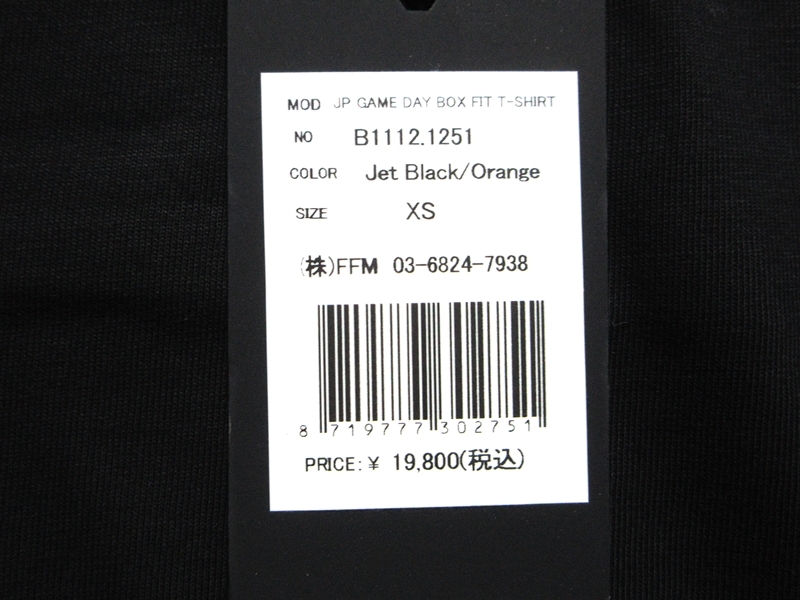 MOD JP GAME DAY BOX FIT T-SHIRT
NO B1112.1251
COLOR Jet Black/Orange
SIZE XS
(株)FFM 03-6824-7938
8 719777 302751
PRICE:¥ 19,800(税込)